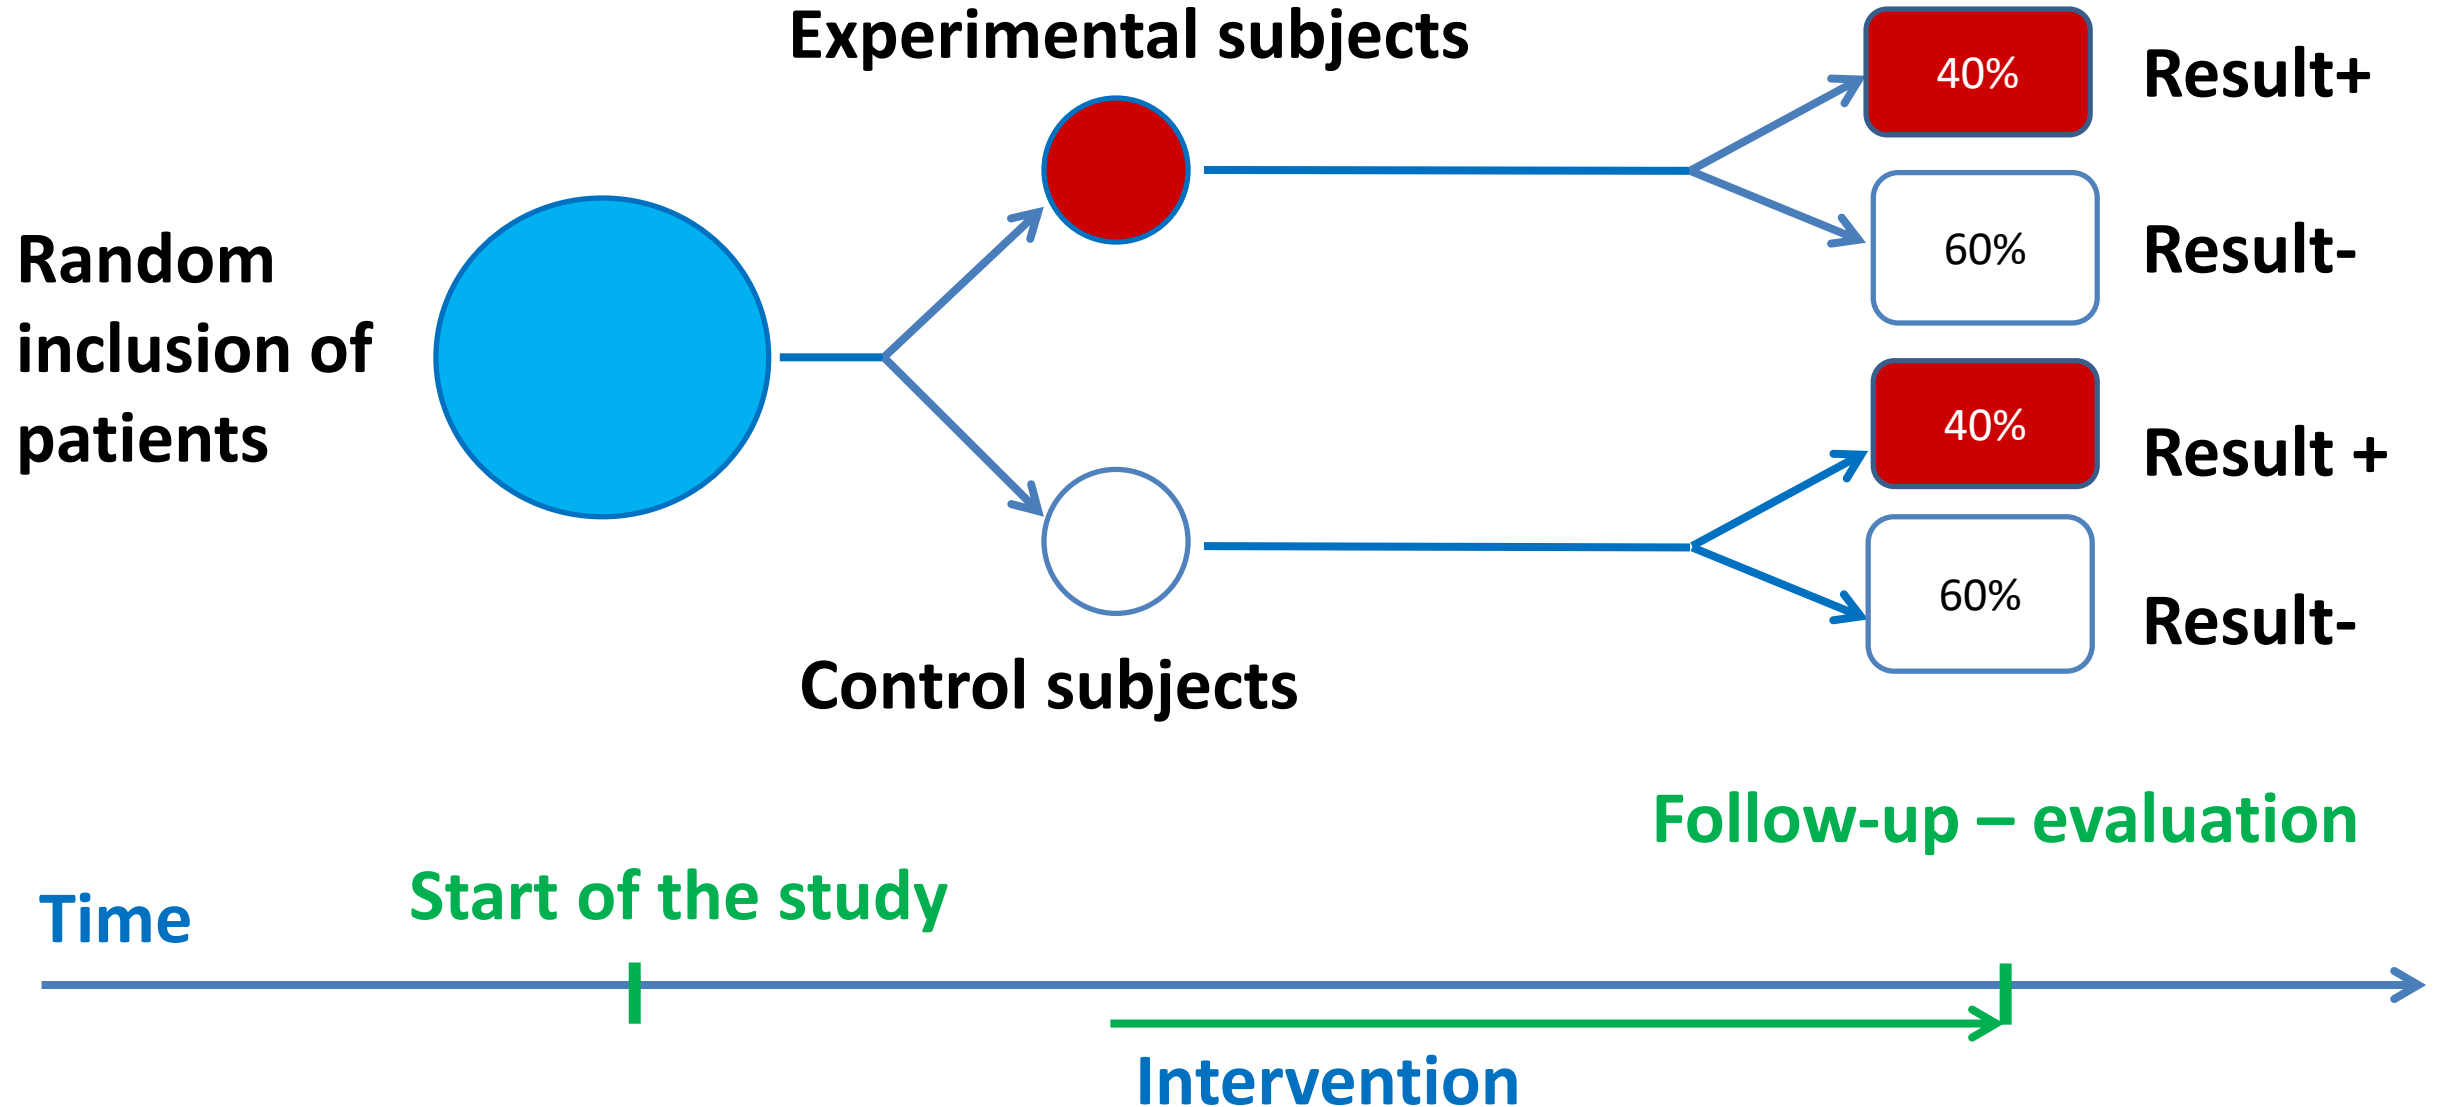 Experimental subjects
40%
Result+
Random
inclusion of
patients
60%
Result-
40%
Result +
60%
Result-
Control subjects
Follow-up – evaluation
Start of the study
Time
Intervention